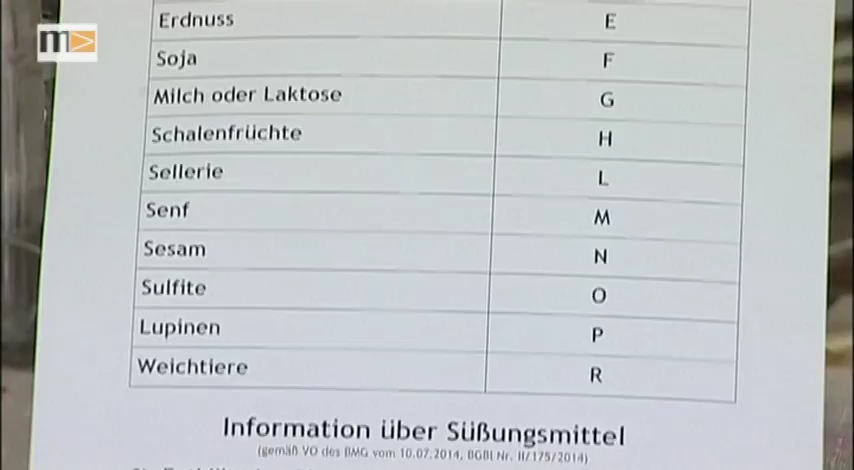 m>
Erdnuss E
Soja F
Milch oder Laktose G
Schalenfrüchte H
Sellerie L
Senf M
Sesam N
Sulfite O
Lupinen P
Weichtiere R
Information über Süßungsmittel
(gemäß VO des BMG vom 10.07.2014, BGBl Nr. II/175/2014)